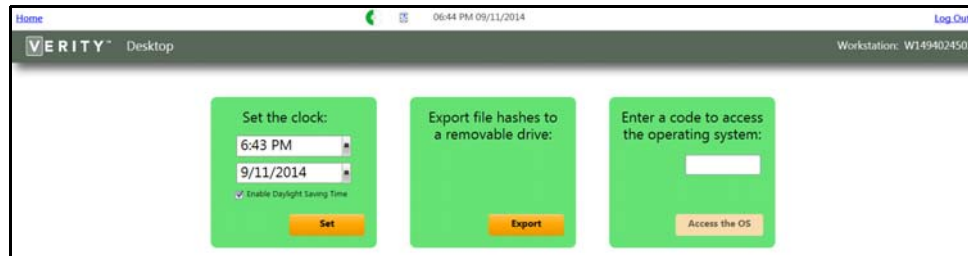 Home 06:44 PM 09/11/2014 Log Out
VERITY™ Desktop Workstation: W149402450
Set the clock:
6:43 PM
9/11/2014
Enable Daylight Saving Time
Set
Export file hashes to
a removable drive:
Export
Enter a code to access
the operating system:
Access the OS